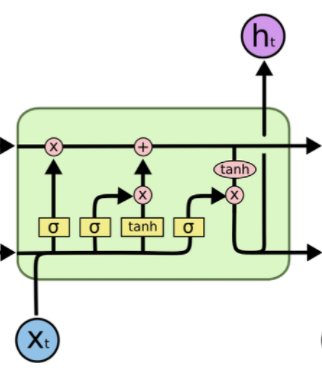 hₜ
x +
tanh
x x
σ σ tanh σ
Xₜ